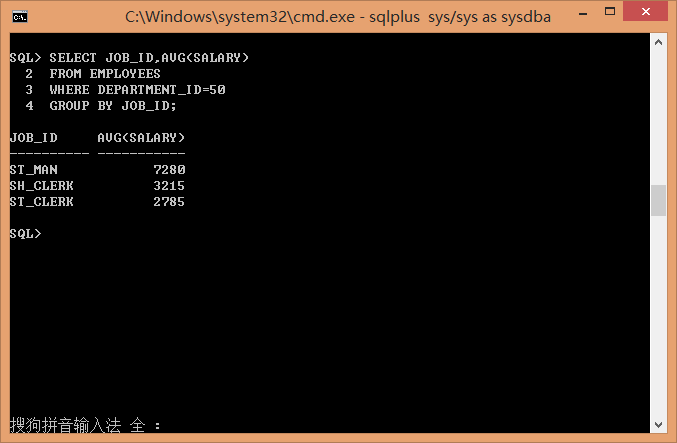 C:\Windows\system32\cmd.exe - sqlplus  sys/sys as sysdba
SQL> SELECT JOB_ID,AVG(SALARY)
  2  FROM EMPLOYEES
  3  WHERE DEPARTMENT_ID=50
  4  GROUP BY JOB_ID;
JOB_ID     AVG(SALARY)
---------- -----------
ST_MAN            7280
SH_CLERK          3215
ST_CLERK          2785
SQL>
搜狗拼音输入法 全 :